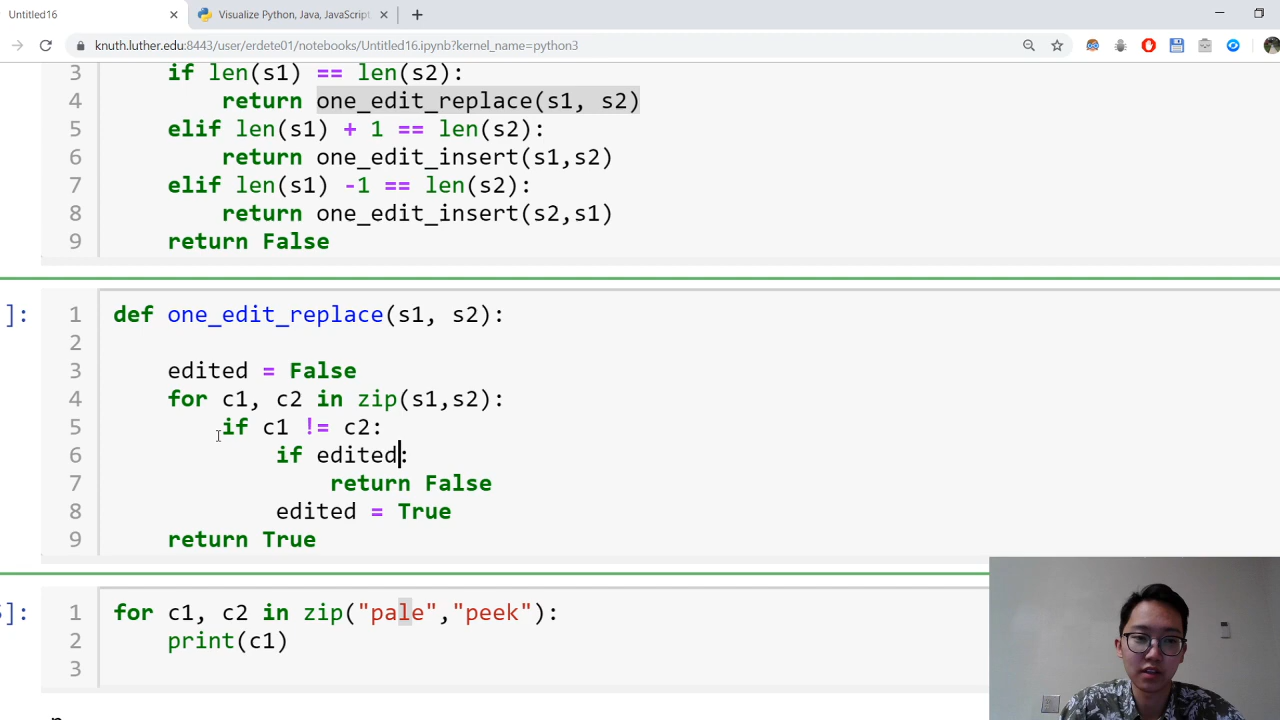 Untitled16
Visualize Python, Java, JavaScript
knuth.luther.edu:8443/user/erdete01/notebooks/Untitled16.ipynb?kernel_name=python3
3 if len(s1) == len(s2):
4 return one_edit_replace(s1, s2)
5 elif len(s1) + 1 == len(s2):
6 return one_edit_insert(s1,s2)
7 elif len(s1) -1 == len(s2):
8 return one_edit_insert(s2,s1)
9 return False
]: 1 def one_edit_replace(s1, s2):
2
3 edited = False
4 for c1, c2 in zip(s1,s2):
5 if c1 != c2:
6 if edited:
7 return False
8 edited = True
9 return True
]: 1 for c1, c2 in zip("pale","peek"):
2 print(c1)
3